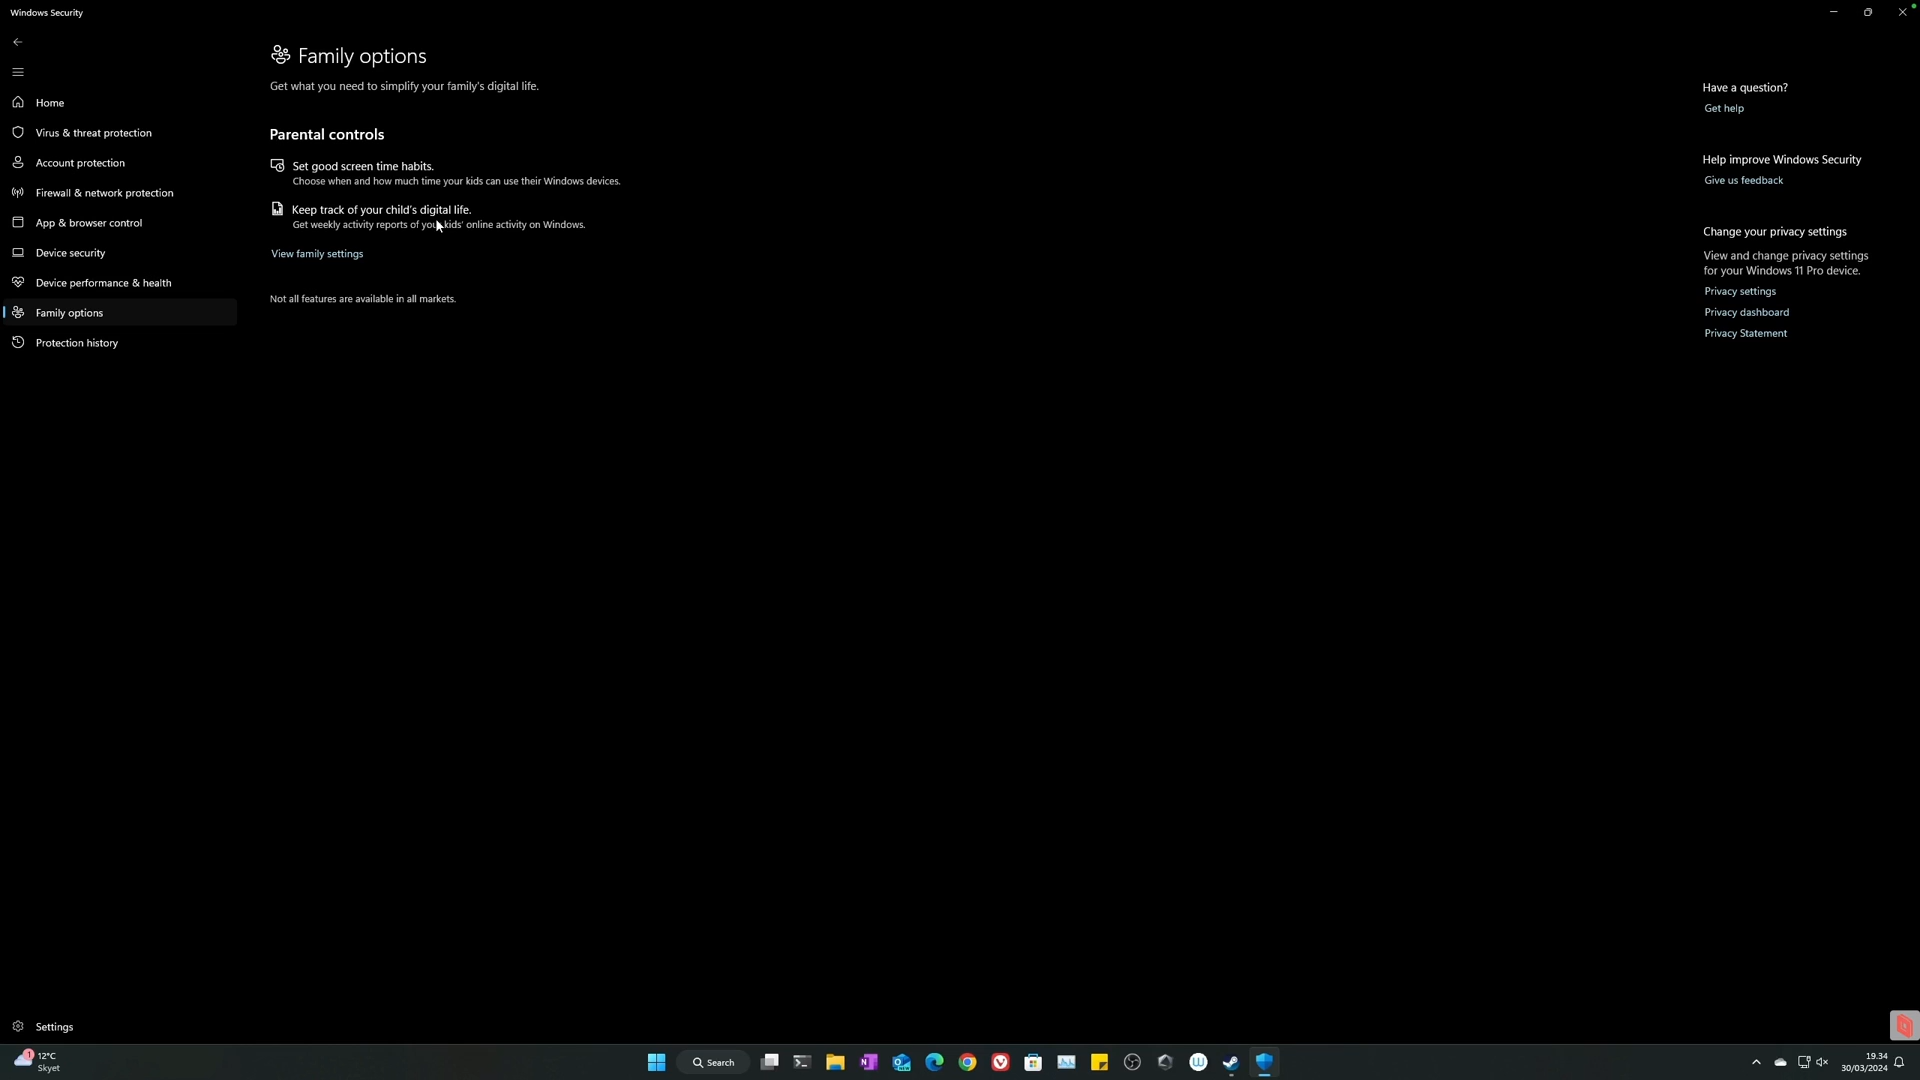 Windows Security
Home
Virus & threat protection
Account protection
Firewall & network protection
App & browser control
Device security
Device performance & health
Family options
Protection history
Settings
Family options
Get what you need to simplify your family's digital life.
Parental controls
Set good screen time habits.
Choose when and how much time your kids can use their Windows devices.
Keep track of your child's digital life.
Get weekly activity reports of your kids' online activity on Windows.
View family settings
Not all features are available in all markets.
Have a question?
Get help
Help improve Windows Security
Give us feedback
Change your privacy settings
View and change privacy settings
for your Windows 11 Pro device.
Privacy settings
Privacy dashboard
Privacy Statement
1
12°C
Skyet
Search
NEW
19.34
30/03/2024